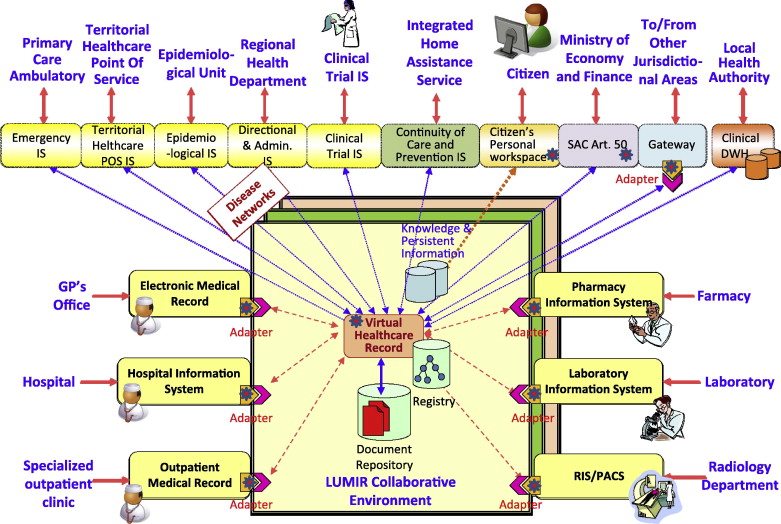 Primary
Care
Ambulatory
Territorial
Healthcare
Point Of
Service
Epidemiolo-
gical Unit
Regional
Health
Department
Clinical
Trial IS
Integrated
Home
Assistance
Service
Citizen
Ministry of
Economy
and Finance
To/From
Other
Jurisdictio-
nal Areas
Local
Health
Authority
Emergency
IS
Territorial
Helthcare
POS IS
Epidemio
-logical IS
Directional
& Admin.
IS
Clinical
Trial IS
Continuity of
Care and
Prevention IS
Citizen's
Personal
workspace
SAC Art. 50
Gateway
Clinical
DWH
Adapter
Disease
Networks
Knowledge &
Persistent
Information
GP's
Office
Electronic Medical
Record
Adapter
Pharmacy
Information System
Adapter
Farmacy
Virtual
Healthcare
Record
Hospital
Hospital Information
System
Adapter
Registry
Laboratory
Information System
Adapter
Laboratory
Document
Repository
Specialized
outpatient
clinic
Outpatient
Medical Record
Adapter
LUMIR Collaborative
Environment
RIS/PACS
Adapter
Radiology
Department